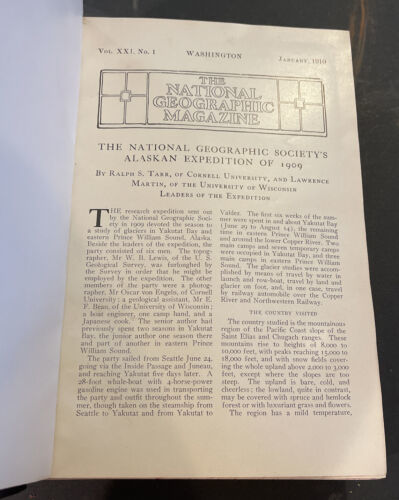 Vol. XXI, No. 1 WASHINGTON January, 1910
THE
NATIONAL
GEOGRAPHIC
MAGAZINE
THE NATIONAL GEOGRAPHIC SOCIETY'S
ALASKAN EXPEDITION OF 1909
By Ralph S. Tarr, of Cornell University, and Lawrence
Martin, of the University of Wisconsin
Leaders of the Expedition
THE research expedition sent out
by the National Geographic Soci-
ety in 1909 devoted the season to
a study of glaciers in Yakutat Bay and
eastern Prince William Sound, Alaska.
Beside the leaders of the expedition, the
party consisted of six men. The topog-
rapher, Mr. W. B. Lewis, of the U. S.
Geological Survey, was furloughed by
the Survey in order that he might be
employed by the expedition. The other
members of the party were a photog-
rapher, Mr Oscar von Engeln, of Cornell
University; a geological assistant, Mr E.
F. Bean, of the University of Wisconsin;
a boat engineer, one camp hand, and a
Japanese cook. The senior author had
previously spent two seasons in Yakutat
Bay, the junior author one season there
and part of another in eastern Prince
William Sound.
The party sailed from Seattle June 24,
going via the Inside Passage and Juneau,
and reaching Yakutat five days later. A
28-foot whale-boat with 4-horse-power
gasoline engine was used in transporting
the party and outfit throughout the sum-
mer, though taken on the steamship from
Seattle to Yakutat and from Yakutat to
Valdez. The first six weeks of the sum-
mer were spent in and about Yakutat Bay
(June 29 to August 14), the remaining
time in eastern Prince William Sound
and around the lower Copper River. Two
main camps and seven temporary camps
were occupied in Yakutat Bay, and three
main camps in eastern Prince William
Sound. The glacier studies were accom-
plished by means of travel by water in
launch and row-boat, travel by land and
glacier on foot, and, in one case, travel
by railway automobile over the Copper
River and Northwestern Railway.
THE COUNTRY VISITED
The country studied is the mountainous
region of the Pacific Coast slope of the
Saint Elias and Chugach ranges. These
mountains rise to heights of 8,000 to
10,000 feet, with peaks reaching 15,000 to
18,000 feet, and with snow fields cover-
ing the whole upland above 2,000 to 3,000
feet, except where the slopes are too
steep. The upland is bare, cold, and
cheerless; the lowland, quite in contrast,
may be covered with spruce and hemlock
forest or with luxuriant grass and flowers.
The region has a mild temperature,